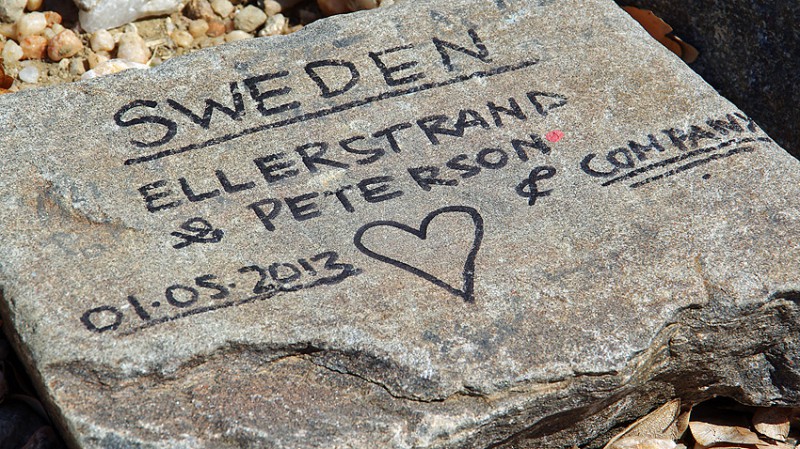 SWEDEN
ELLERSTRAND
& PETERSON & COMPANY
01.05.2013